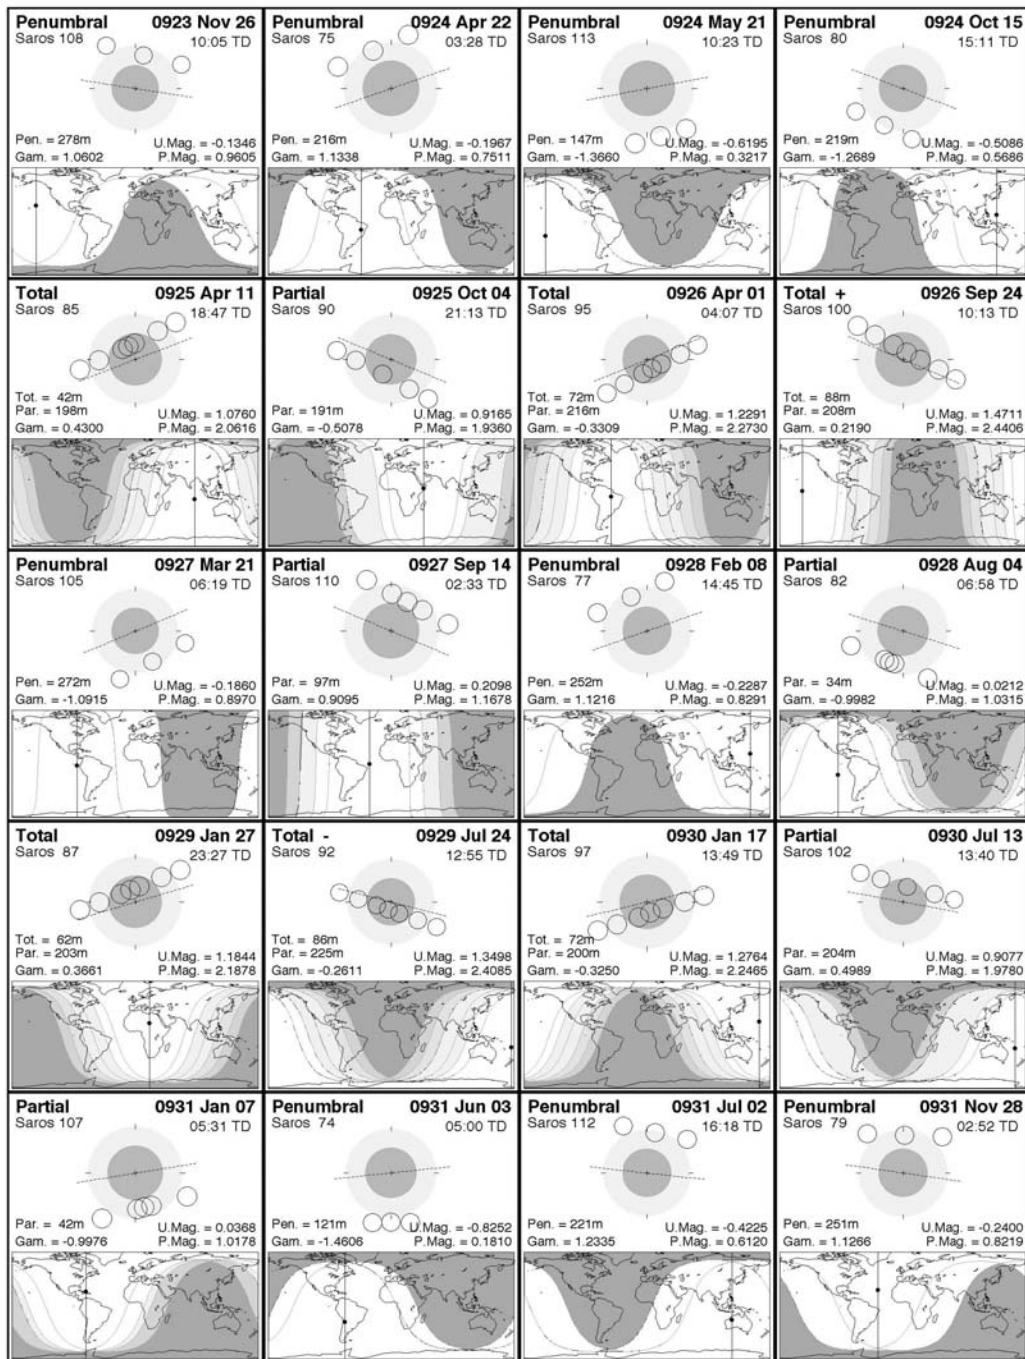 Penumbral 0923 Nov 26
Saros 108 10:05 TD
Pen. = 278m U.Mag. = -0.1346
Gam. = 1.0602 P.Mag. = 0.9605
Penumbral 0924 Apr 22
Saros 75 03:28 TD
Pen. = 216m U.Mag. = -0.1967
Gam. = 1.1338 P.Mag. = 0.7511
Penumbral 0924 May 21
Saros 113 10:23 TD
Pen. = 147m U.Mag. = -0.6195
Gam. = -1.3660 P.Mag. = 0.3217
Penumbral 0924 Oct 15
Saros 80 15:11 TD
Pen. = 219m U.Mag. = -0.5086
Gam. = -1.2689 P.Mag. = 0.5686
Total 0925 Apr 11
Saros 85 18:47 TD
Tot. = 42m
Par. = 198m U.Mag. = 1.0760
Gam. = 0.4300 P.Mag. = 2.0616
Partial 0925 Oct 04
Saros 90 21:13 TD
Par. = 191m U.Mag. = 0.9165
Gam. = -0.5078 P.Mag. = 1.9360
Total 0926 Apr 01
Saros 95 04:07 TD
Tot. = 72m
Par. = 216m U.Mag. = 1.2291
Gam. = -0.3309 P.Mag. = 2.2730
Total + 0926 Sep 24
Saros 100 10:13 TD
Tot. = 88m
Par. = 208m U.Mag. = 1.4711
Gam. = 0.2190 P.Mag. = 2.4406
Penumbral 0927 Mar 21
Saros 105 06:19 TD
Pen. = 272m U.Mag. = -0.1860
Gam. = -1.0915 P.Mag. = 0.8970
Partial 0927 Sep 14
Saros 110 02:33 TD
Par. = 97m U.Mag. = 0.2098
Gam. = 0.9095 P.Mag. = 1.1678
Penumbral 0928 Feb 08
Saros 77 14:45 TD
Pen. = 252m U.Mag. = -0.2287
Gam. = 1.1216 P.Mag. = 0.8291
Partial 0928 Aug 04
Saros 82 06:58 TD
Par. = 34m U.Mag. = 0.0212
Gam. = -0.9982 P.Mag. = 1.0315
Total 0929 Jan 27
Saros 87 23:27 TD
Tot. = 62m
Par. = 203m U.Mag. = 1.1844
Gam. = 0.3661 P.Mag. = 2.1878
Total - 0929 Jul 24
Saros 92 12:55 TD
Tot. = 86m
Par. = 225m U.Mag. = 1.3498
Gam. = -0.2611 P.Mag. = 2.4085
Total 0930 Jan 17
Saros 97 13:49 TD
Tot. = 72m
Par. = 200m U.Mag. = 1.2764
Gam. = -0.3250 P.Mag. = 2.2465
Partial 0930 Jul 13
Saros 102 13:40 TD
Par. = 204m U.Mag. = 0.9077
Gam. = 0.4989 P.Mag. = 1.9780
Partial 0931 Jan 07
Saros 107 05:31 TD
Par. = 42m U.Mag. = 0.0368
Gam. = -0.9976 P.Mag. = 1.0178
Penumbral 0931 Jun 03
Saros 74 05:00 TD
Pen. = 121m U.Mag. = -0.8252
Gam. = -1.4606 P.Mag. = 0.1810
Penumbral 0931 Jul 02
Saros 112 16:18 TD
Pen. = 221m U.Mag. = -0.4225
Gam. = 1.2335 P.Mag. = 0.6120
Penumbral 0931 Nov 28
Saros 79 02:52 TD
Pen. = 251m U.Mag. = -0.2400
Gam. = 1.1266 P.Mag. = 0.8219